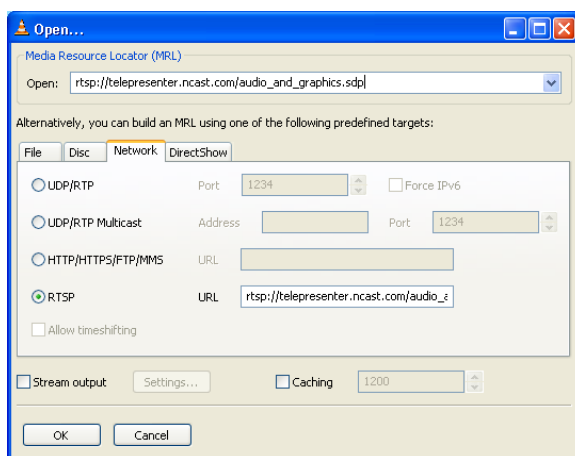 Open...
Media Resource Locator (MRL)
Open: rtsp://telepresenter.ncast.com/audio_and_graphics.sdp
Alternatively, you can build an MRL using one of the following predefined targets:
File Disc Network DirectShow
UDP/RTP Port 1234 Force IPv6
UDP/RTP Multicast Address Port 1234
HTTP/HTTPS/FTP/MMS URL
RTSP URL rtsp://telepresenter.ncast.com/audio_a
Allow timeshifting
Stream output Settings... Caching 1200
OK Cancel